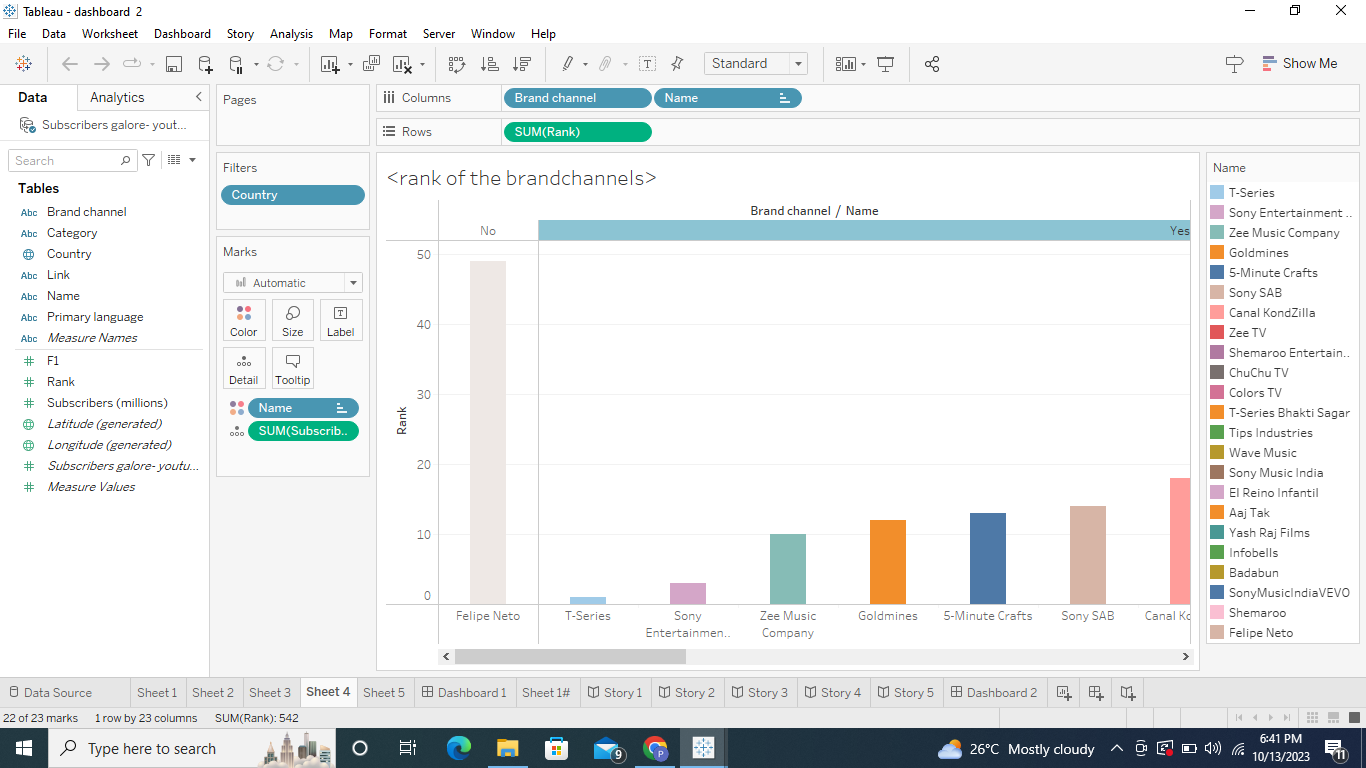 Tableau - dashboard  2
File Data Worksheet Dashboard Story Analysis Map Format Server Window Help
Standard
Show Me
Data Analytics
Subscribers galore- yout...
Search
Tables
Abc Brand channel
Abc Category
Country
Abc Link
Abc Name
Abc Primary language
Abc Measure Names
# F1
# Rank
# Subscribers (millions)
Latitude (generated)
Longitude (generated)
# Subscribers galore- youtu...
# Measure Values
Pages
Filters
Country
Marks
Automatic
Color Size Label
Detail Tooltip
Name
SUM(Subscrib..
Columns Brand channel Name
Rows SUM(Rank)
<rank of the brandchannels>
Brand channel / Name
No Yes
50
40
30
20
10
0
Rank
Felipe Neto T-Series Sony Entertainmen.. Zee Music Company Goldmines 5-Minute Crafts Sony SAB Canal Ko
Name
T-Series
Sony Entertainment ..
Zee Music Company
Goldmines
5-Minute Crafts
Sony SAB
Canal KondZilla
Zee TV
Shemaroo Entertain..
ChuChu TV
Colors TV
T-Series Bhakti Sagar
Tips Industries
Wave Music
Sony Music India
El Reino Infantil
Aaj Tak
Yash Raj Films
Infobells
Badabun
SonyMusicIndiaVEVO
Shemaroo
Felipe Neto
Data Source Sheet 1 Sheet 2 Sheet 3 Sheet 4 Sheet 5 Dashboard 1 Sheet 1# Story 1 Story 2 Story 3 Story 4 Story 5 Dashboard 2
22 of 23 marks 1 row by 23 columns SUM(Rank): 542
Type here to search
9
P
26°C Mostly cloudy
6:41 PM
10/13/2023
11